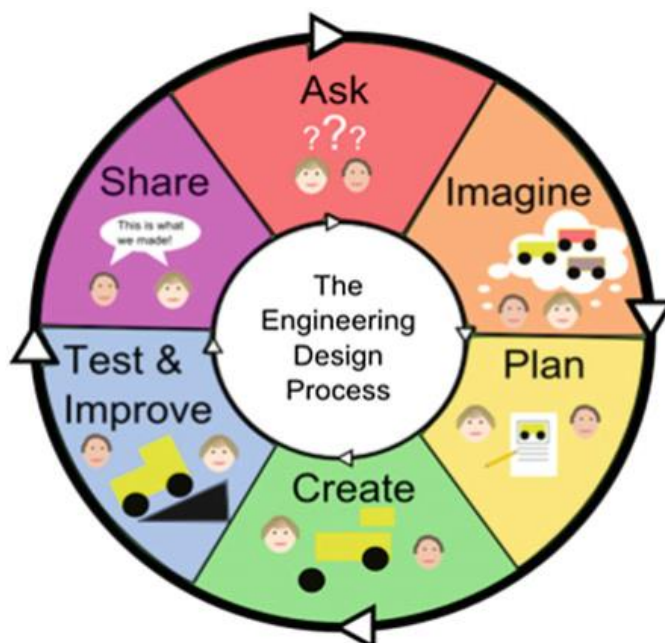 Ask
???
Imagine
Plan
Create
Test &
Improve
Share
This is what
we made!
The
Engineering
Design
Process